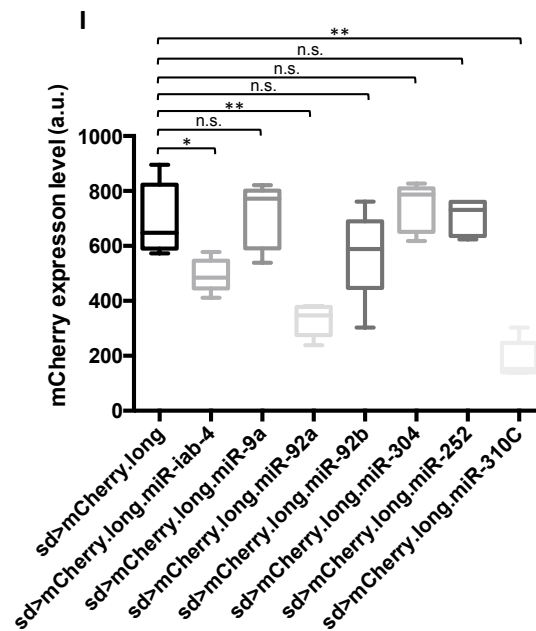 I
**
n.s.
n.s.
n.s.
**
n.s.
*
mCherry expresson level (a.u.)
1000
800
600
400
200
0
sd>mCherry.long
sd>mCherry.long.miR-iab-4
sd>mCherry.long.miR-9a
sd>mCherry.long.miR-92a
sd>mCherry.long.miR-92b
sd>mCherry.long.miR-304
sd>mCherry.long.miR-252
sd>mCherry.long.miR-310C